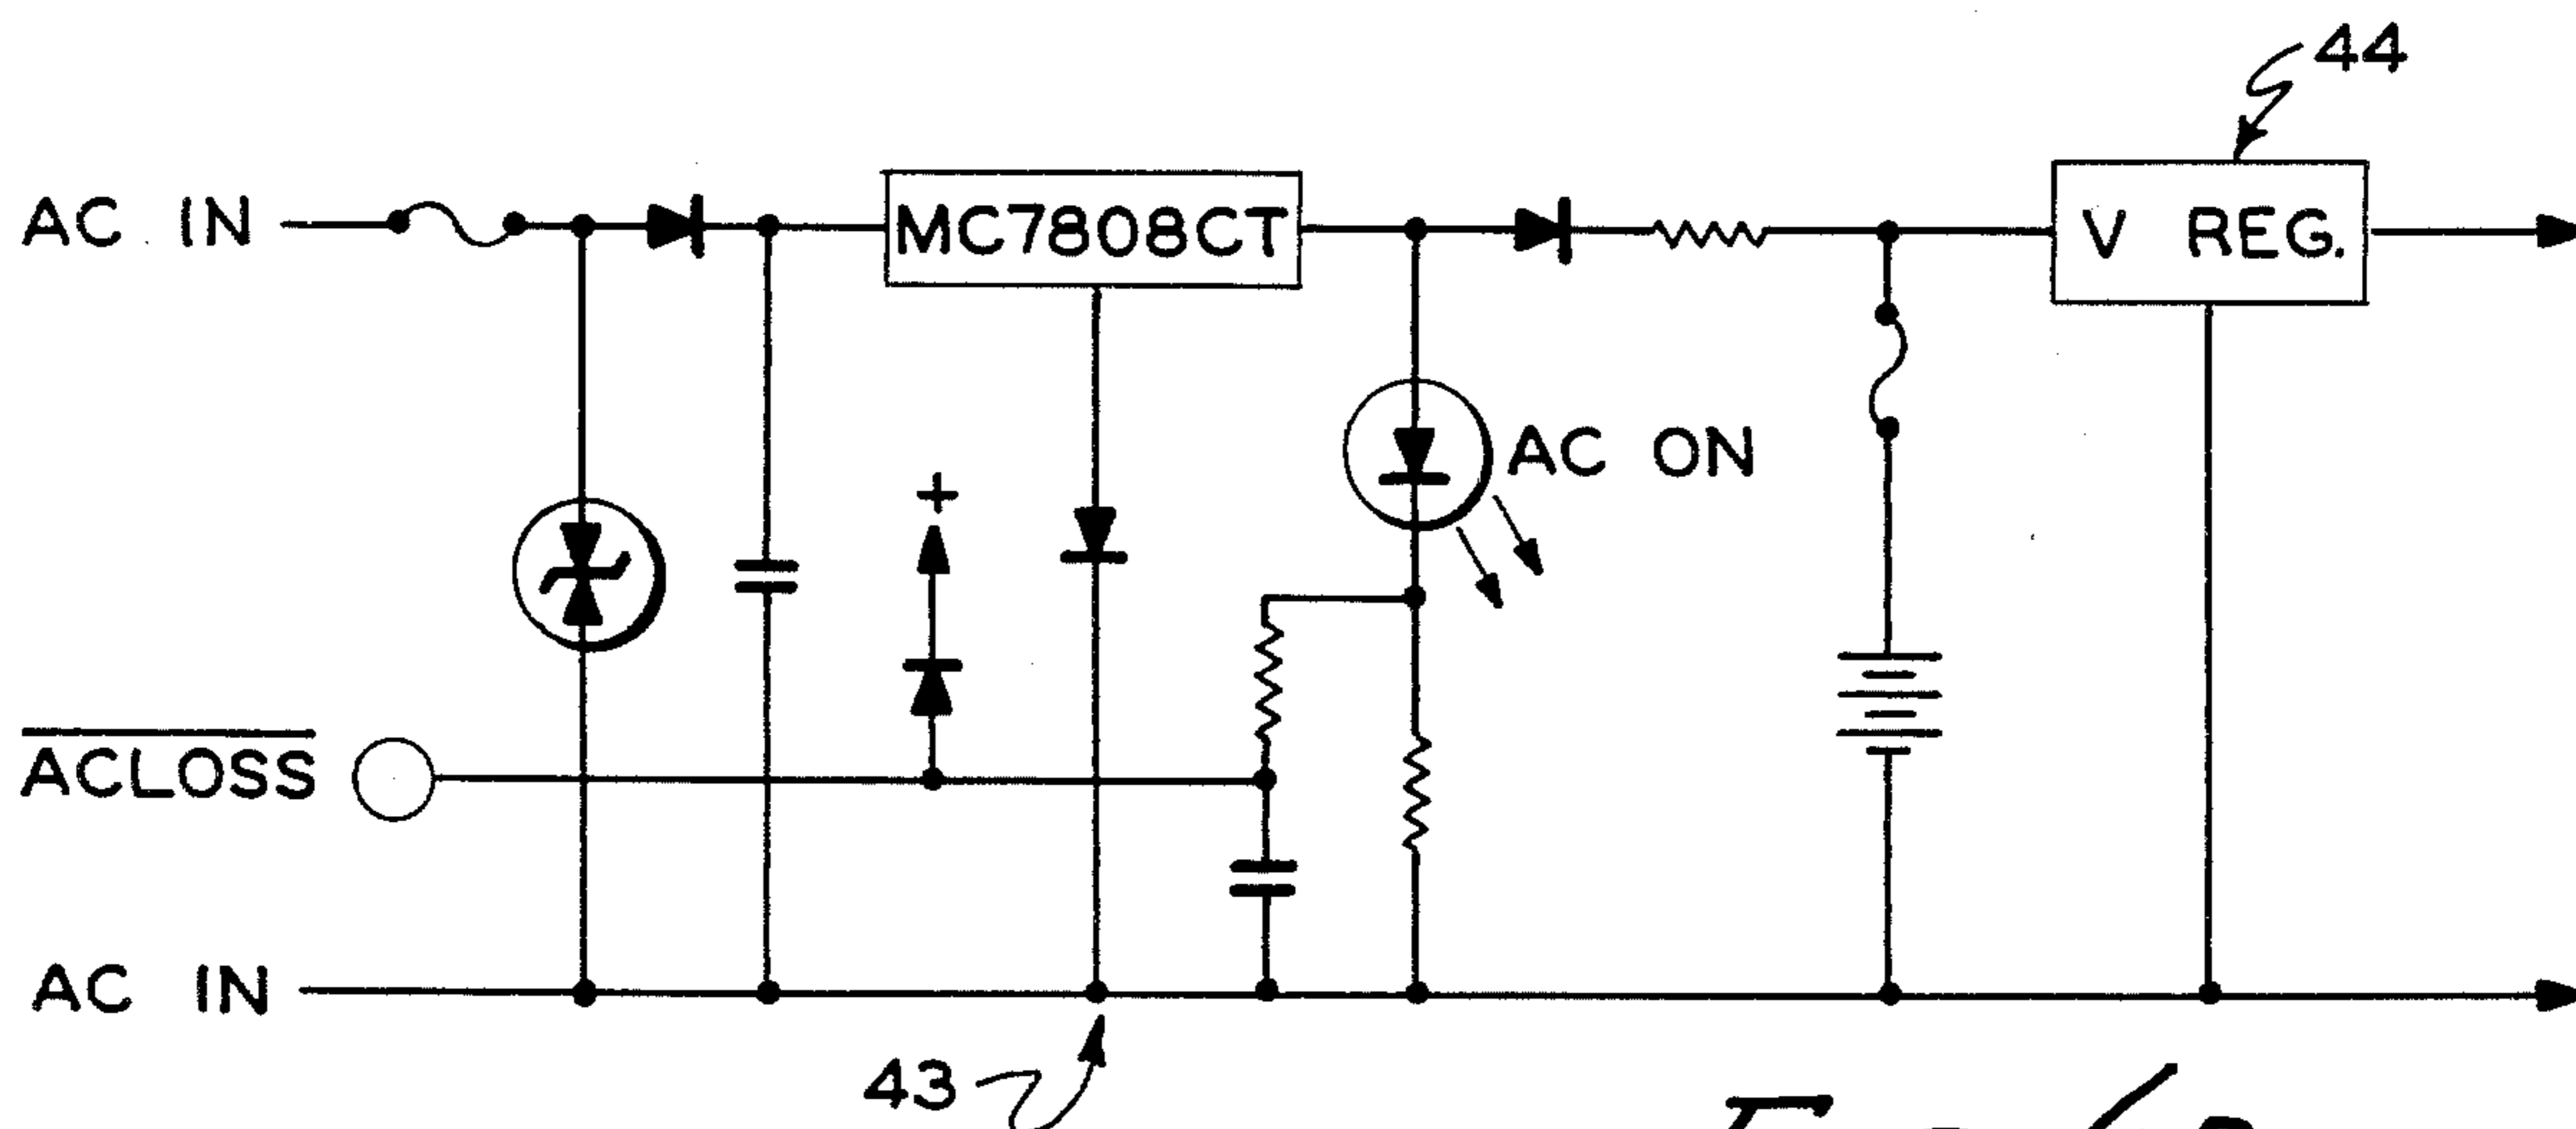 44
AC IN
MC7808CT
V REG.
AC ON
+
ACLOSS
AC IN
43